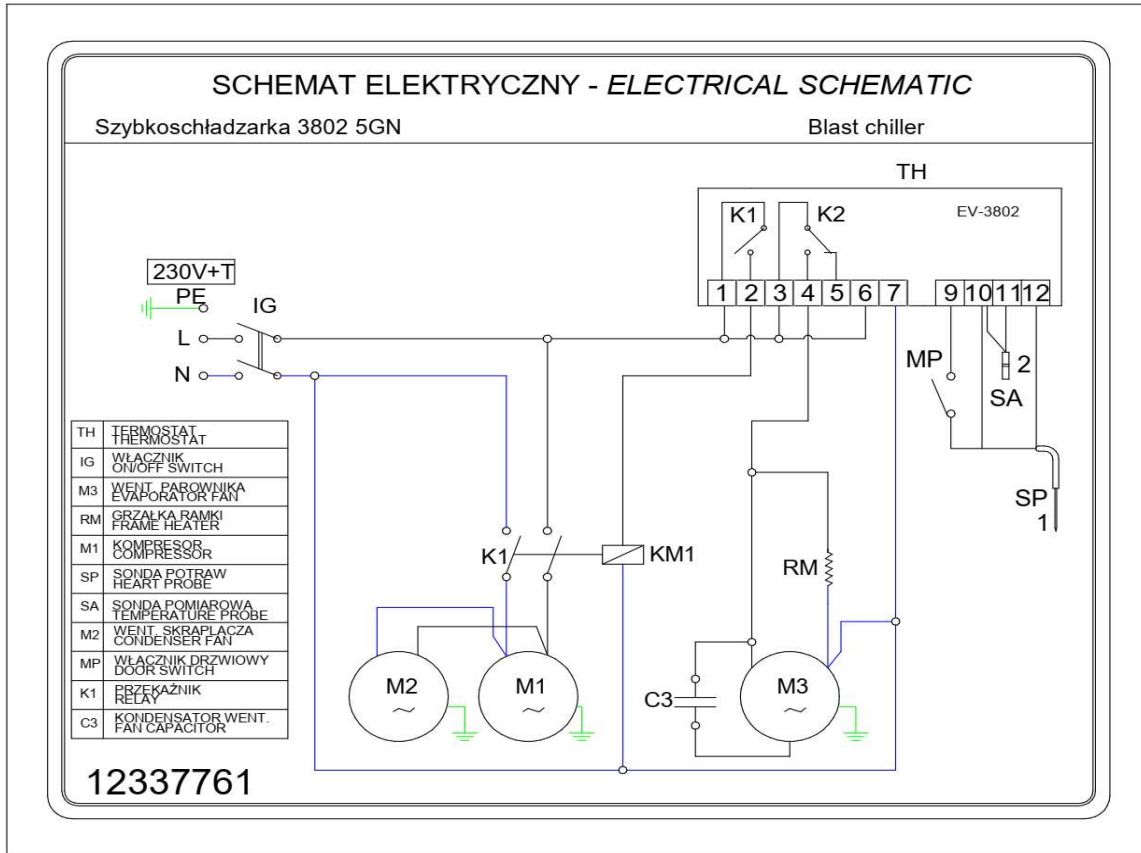 SCHEMAT ELEKTRYCZNY - ELECTRICAL SCHEMATIC
Szybkoschładzarka 3802 5GN
Blast chiller
TH
K1
K2
EV-3802
230V+T
1 2 3 4 5 6 7 9 10 11 12
PE
IG
L
N
MP
2
SA
SP
1
TH TERMOSTAT
THERMOSTAT
IG WŁĄCZNIK
ON/OFF SWITCH
M3 WENT. PAROWNIKA
EVAPORATOR FAN
RM GRZAŁKA RAMKI
FRAME HEATER
M1 KOMPRESOR
COMPRESSOR
SP SONDA POTRAW
HEART PROBE
SA SONDA POMIAROWA
TEMPERATURE PROBE
M2 WENT. SKRAPLACZA
CONDENSER FAN
MP WŁĄCZNIK DRZWIOWY
DOOR SWITCH
K1 PRZEKAŹNIK
RELAY
C3 KONDENSATOR WENT.
FAN CAPACITOR
K1
KM1
RM
M2
~
M1
~
C3
M3
~
12337761